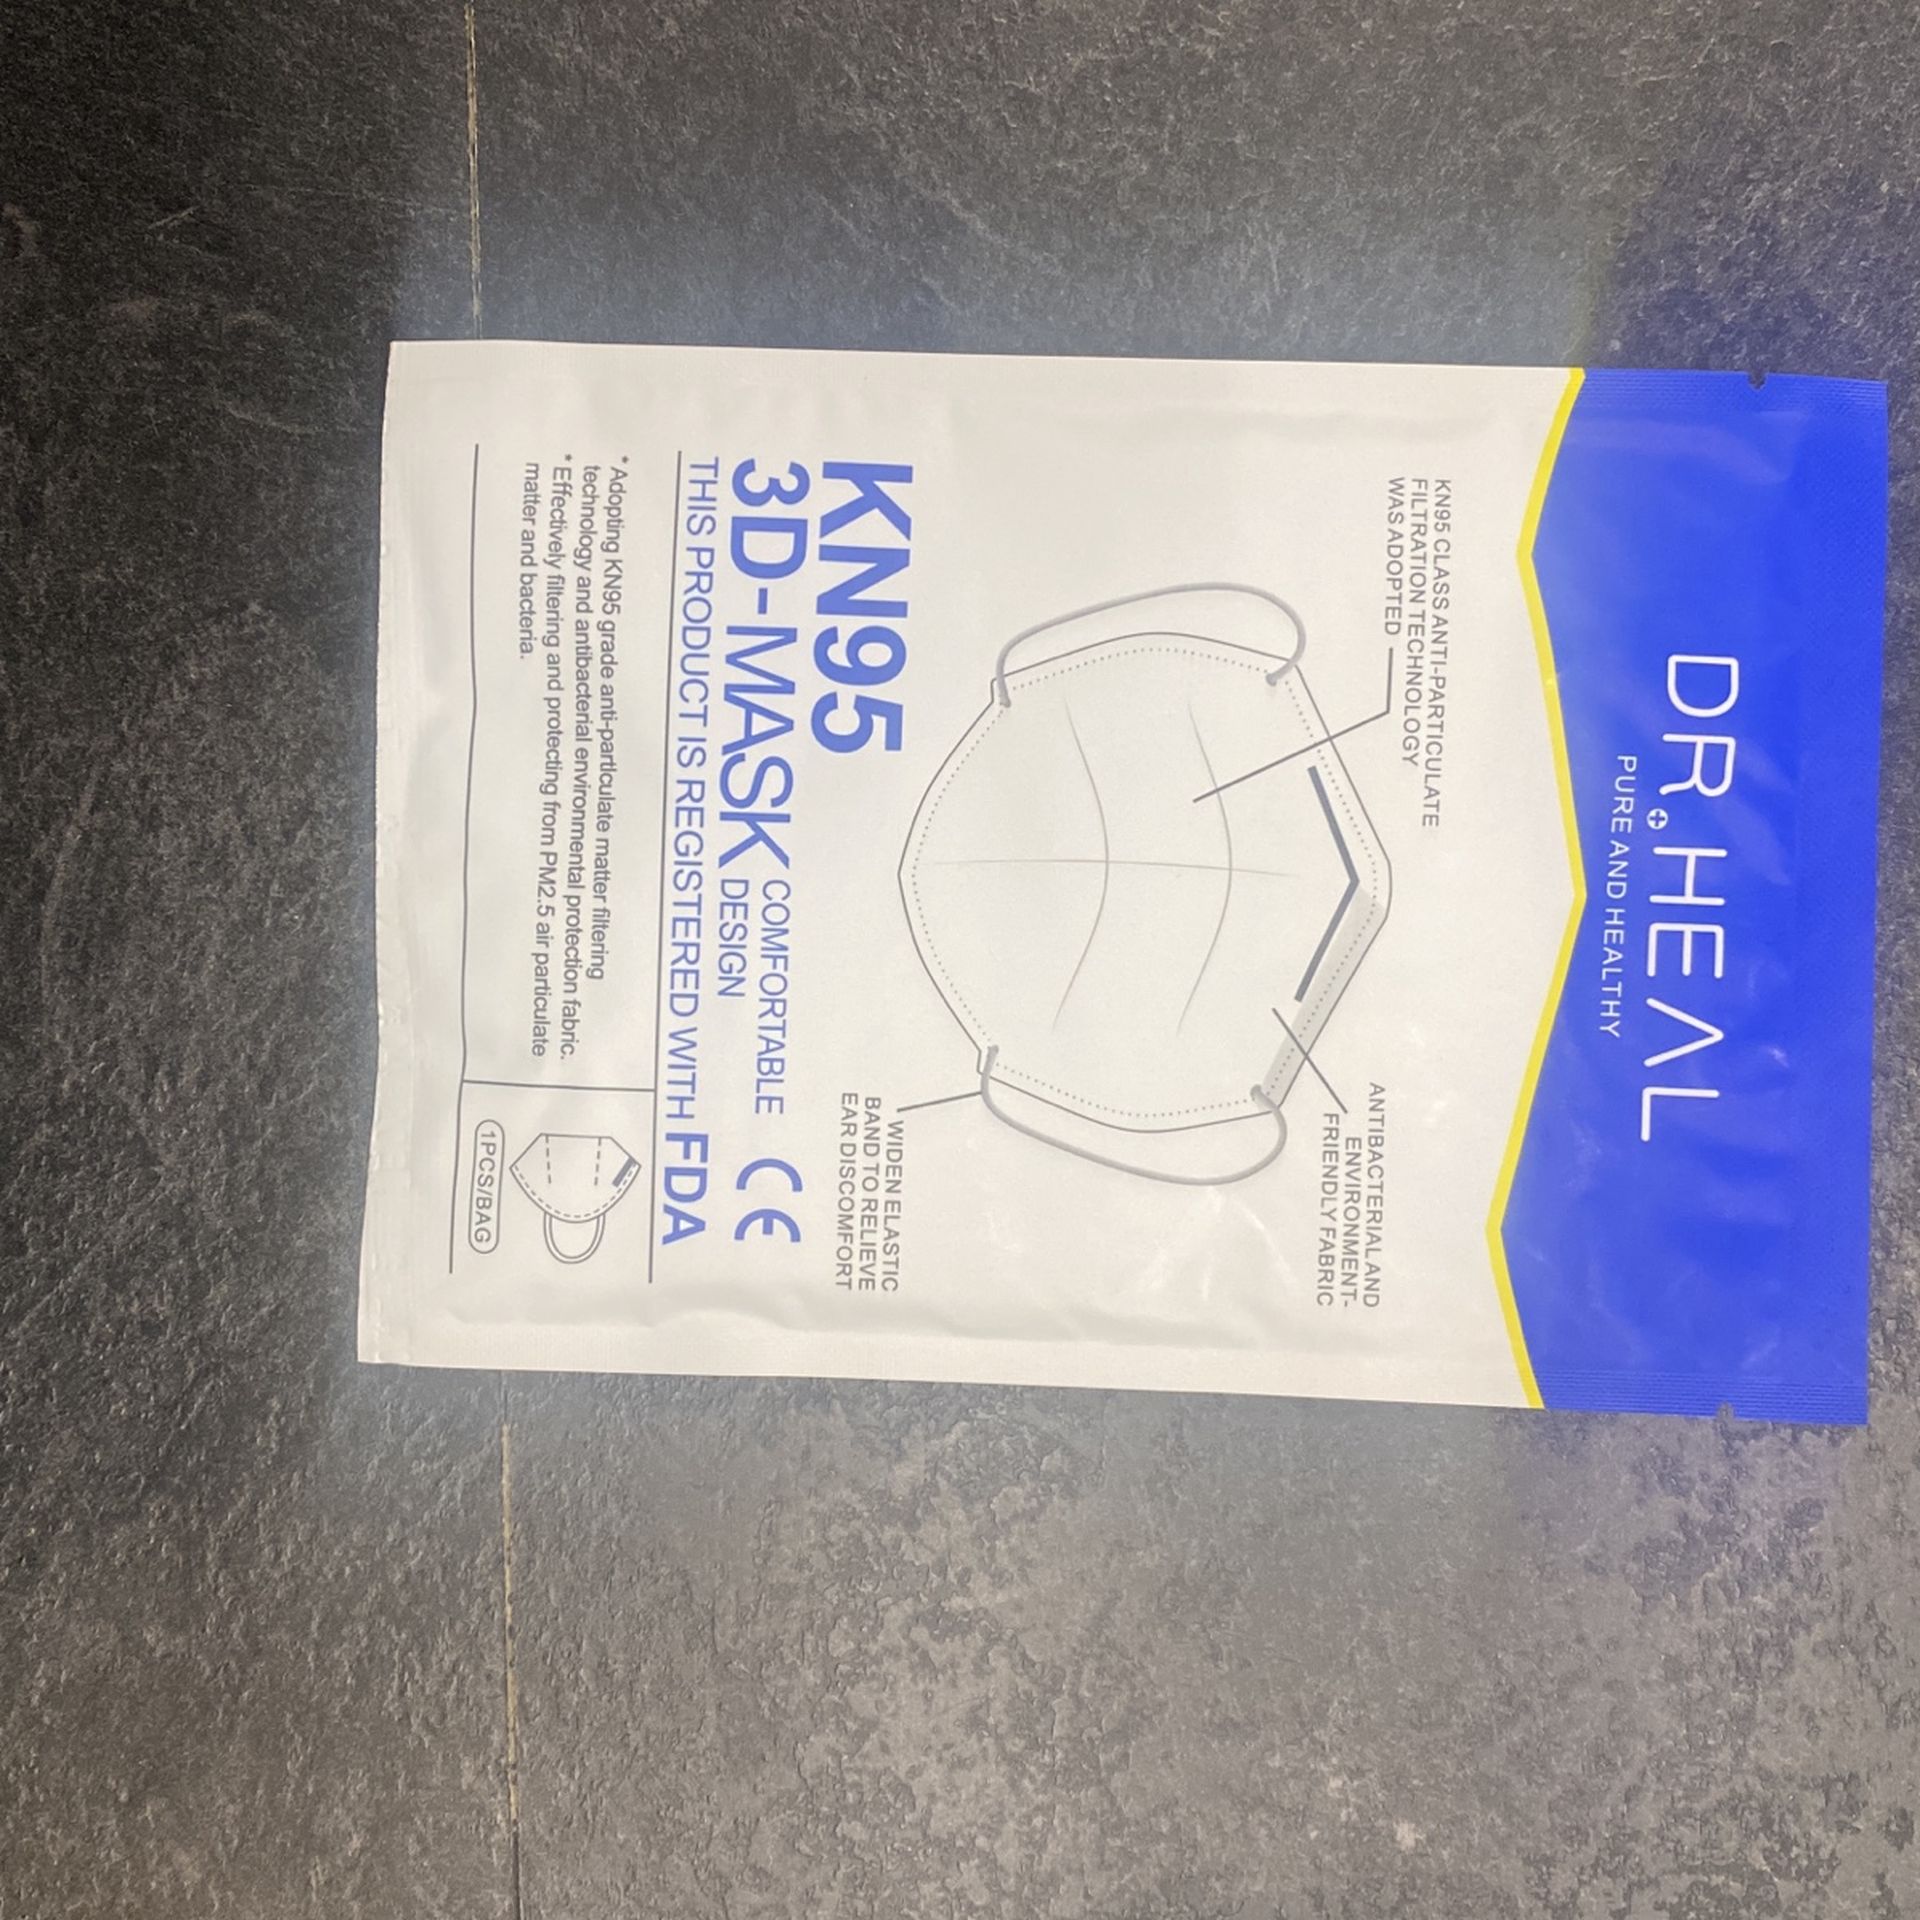 DR.HEAL
PURE AND HEALTHY
KN95 CLASS ANTI-PARTICULATE
FILTRATION TECHNOLOGY
WAS ADOPTED
ANTIBACTERIAL AND
ENVIRONMENT-
FRIENDLY FABRIC
WIDEN ELASTIC
BAND TO RELIEVE
EAR DISCOMFORT
KN95
3D-MASK COMFORTABLE
DESIGN
CE
THIS PRODUCT IS REGISTERED WITH FDA
* Adopting KN95 grade anti-particulate matter filtering
technology and antibacterial environmental protection fabric.
* Effectively filtering and protecting from PM2.5 air particulate
matter and bacteria.
1PCS/BAG